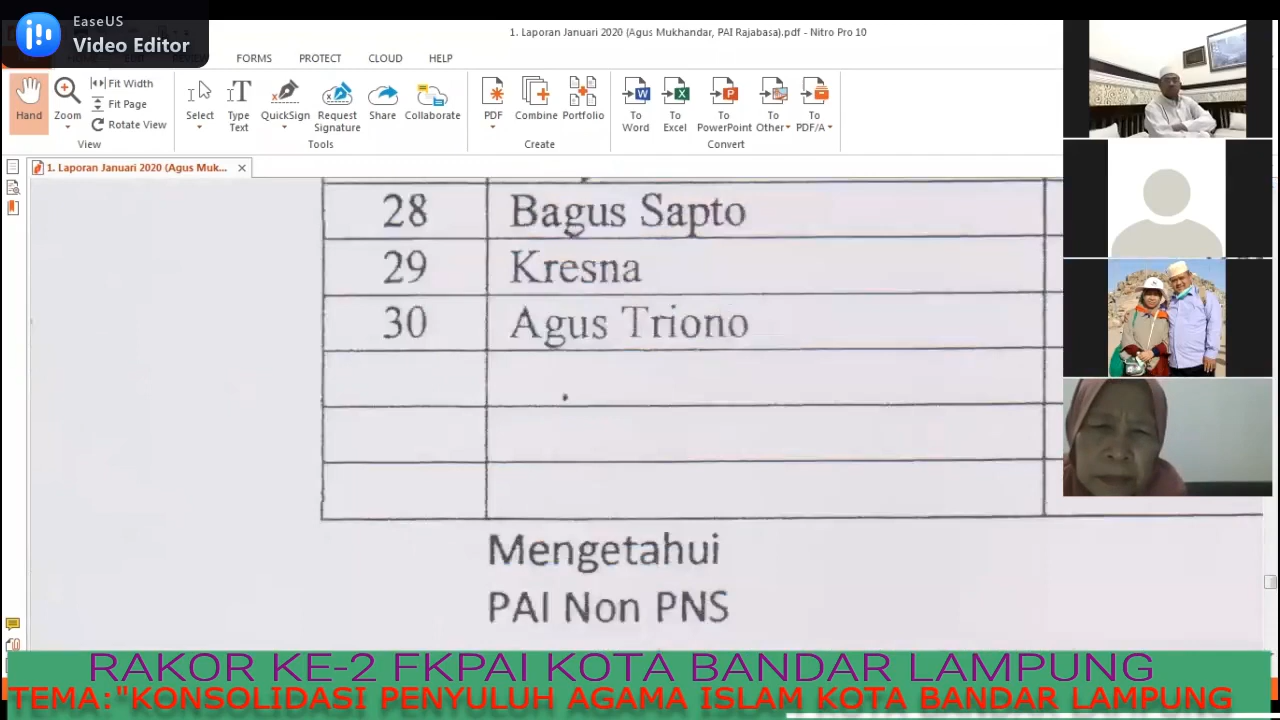 EaseUS
Video Editor
1. Laporan Januari 2020 (Agus Mukhandar, PAI Rajabasa).pdf - Nitro Pro 10
FORMS PROTECT CLOUD HELP
Hand
Zoom
Fit Width
Fit Page
Rotate View
View
Select
Type Text
QuickSign
Request Signature
Share
Collaborate
Tools
PDF
Combine
Portfolio
Create
To Word
To Excel
To PowerPoint
To Other
To PDF/A
Convert
1. Laporan Januari 2020 (Agus Muk...
28 Bagus Sapto
29 Kresna
30 Agus Triono
Mengetahui
PAI Non PNS
RAKOR KE-2 FKPAI KOTA BANDAR LAMPUNG
TEMA:"KONSOLIDASI PENYULUH AGAMA ISLAM KOTA BANDAR LAMPUNG